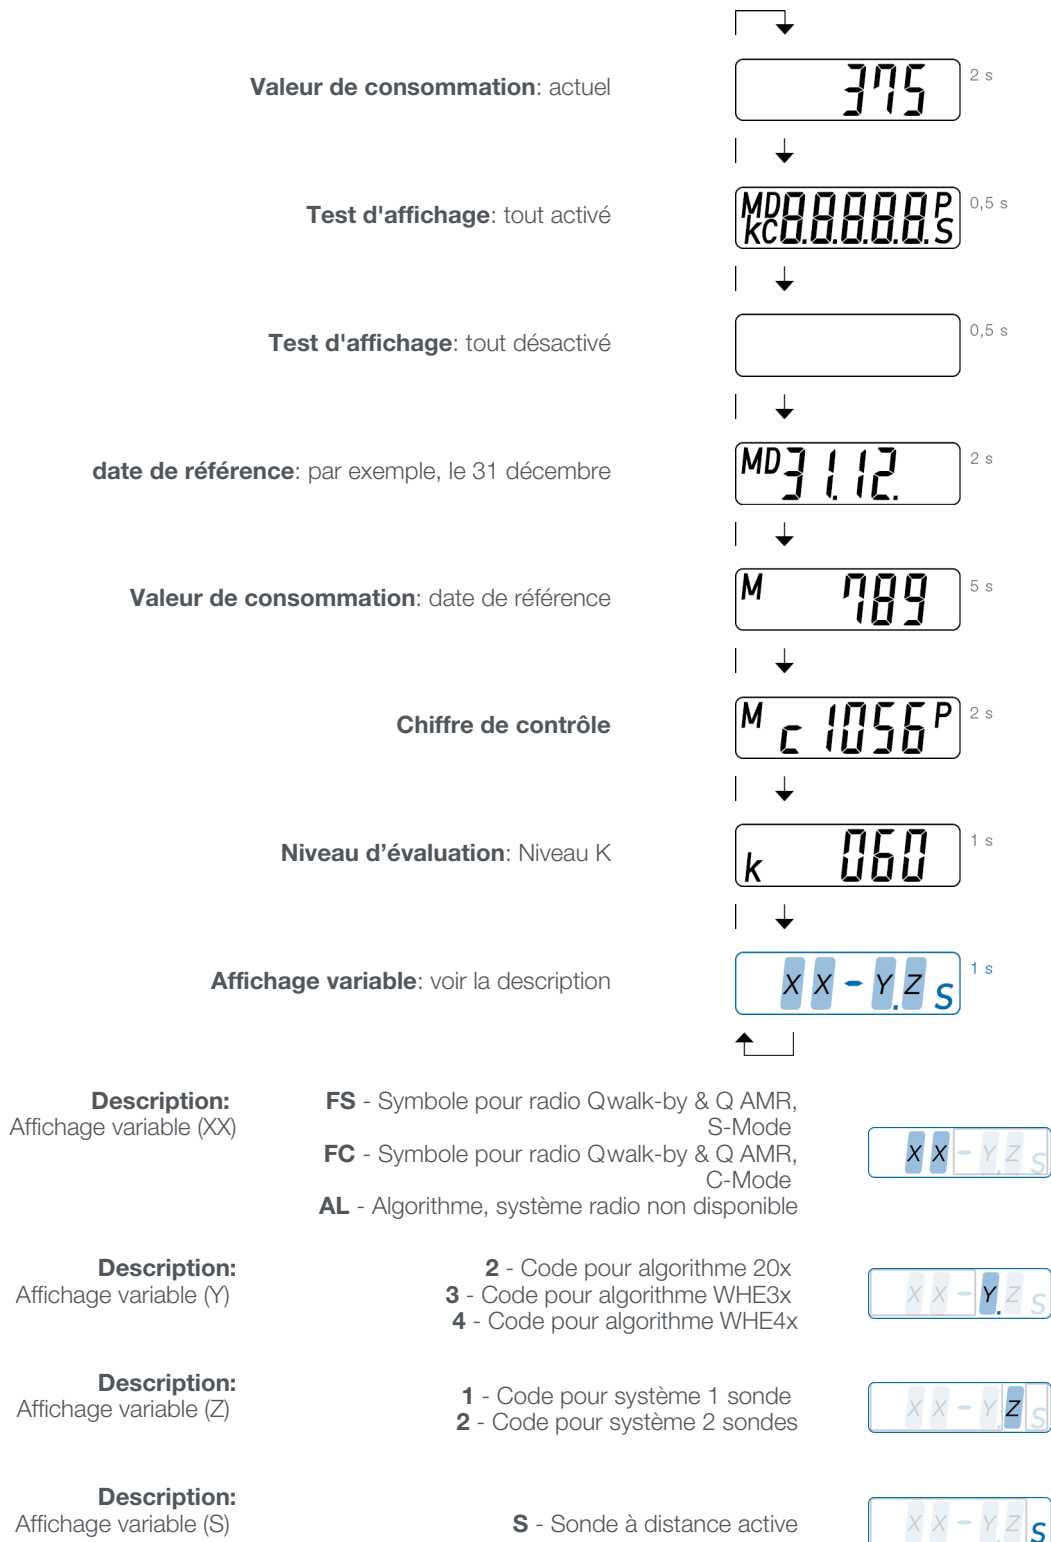 Valeur de consommation: actuel
375
2 s
Test d'affichage: tout activé
MD
kC
8.8.8.8.8.
P
S
0,5 s
Test d'affichage: tout désactivé
0,5 s
date de référence: par exemple, le 31 décembre
MD 31.12.
2 s
Valeur de consommation: date de référence
M 789
5 s
Chiffre de contrôle
M c 1056 P
2 s
Niveau d’évaluation: Niveau K
k 060
1 s
Affichage variable: voir la description
XX-Y.Z S
1 s
Description:
Affichage variable (XX)
FS - Symbole pour radio Qwalk-by & Q AMR,
S-Mode
FC - Symbole pour radio Qwalk-by & Q AMR,
C-Mode
AL - Algorithme, système radio non disponible
XX-Y.Z S
Description:
Affichage variable (Y)
2 - Code pour algorithme 20x
3 - Code pour algorithme WHE3x
4 - Code pour algorithme WHE4x
XX-Y.Z S
Description:
Affichage variable (Z)
1 - Code pour système 1 sonde
2 - Code pour système 2 sondes
XX-Y.Z S
Description:
Affichage variable (S)
S - Sonde à distance active
XX-Y.Z S